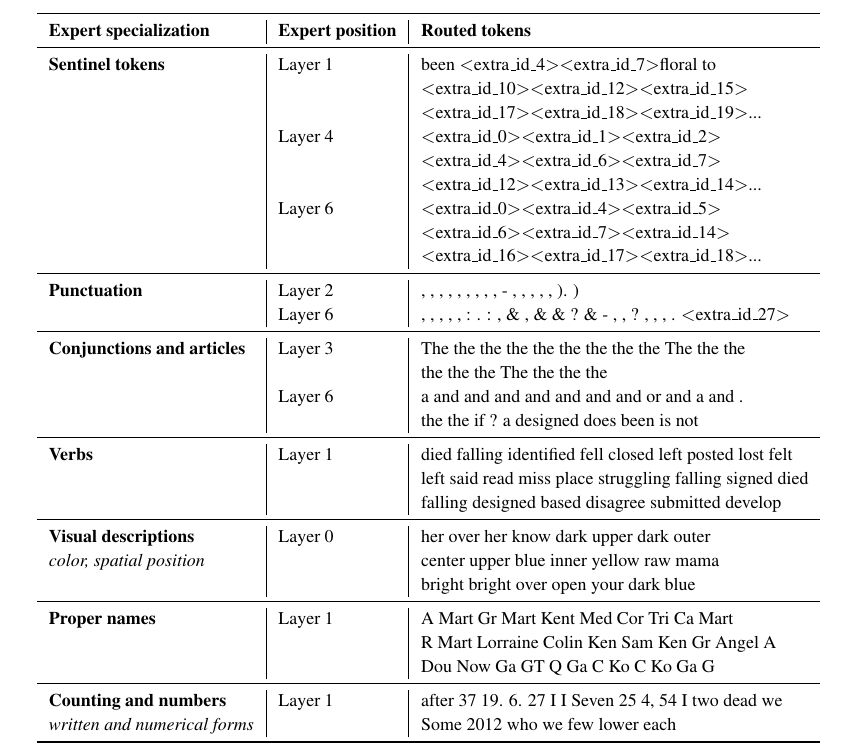 Expert specialization Expert position Routed tokens
Sentinel tokens Layer 1 been <extra_id_4><extra_id_7>floral to
<extra_id_10><extra_id_12><extra_id_15>
<extra_id_17><extra_id_18><extra_id_19>...
Layer 4 <extra_id_0><extra_id_1><extra_id_2>
<extra_id_4><extra_id_6><extra_id_7>
<extra_id_12><extra_id_13><extra_id_14>...
Layer 6 <extra_id_0><extra_id_4><extra_id_5>
<extra_id_6><extra_id_7><extra_id_14>
<extra_id_16><extra_id_17><extra_id_18>...
Punctuation Layer 2 , , , , , , , , , - , , , , , ). )
Layer 6 , , , , , : . : , & , & & ? & - , , ? , , , . <extra_id_27>
Conjunctions and articles Layer 3 The the the the the the the the the The the the
the the the The the the the
Layer 6 a and and and and and and and or and a and .
the the if ? a designed does been is not
Verbs Layer 1 died falling identified fell closed left posted lost felt
left said read miss place struggling falling signed died
falling designed based disagree submitted develop
Visual descriptions Layer 0 her over her know dark upper dark outer
color, spatial position center upper blue inner yellow raw mama
bright bright over open your dark blue
Proper names Layer 1 A Mart Gr Mart Kent Med Cor Tri Ca Mart
R Mart Lorraine Colin Ken Sam Ken Gr Angel A
Dou Now Ga GT Q Ga C Ko C Ko Ga G
Counting and numbers Layer 1 after 37 19. 6. 27 I I Seven 25 4, 54 I two dead we
written and numerical forms Some 2012 who we few lower each